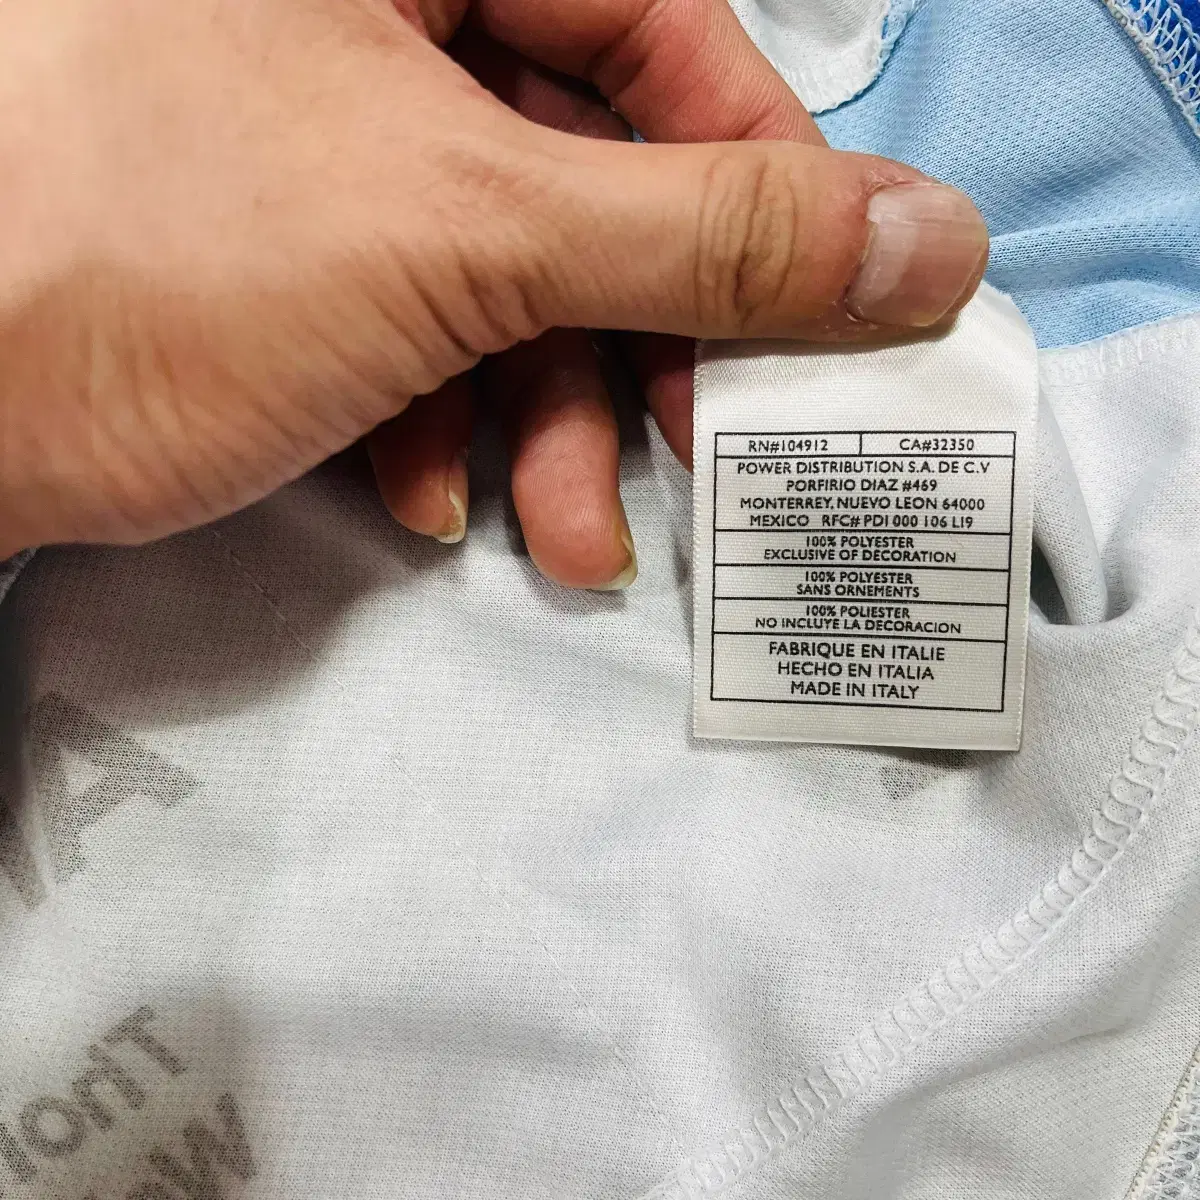 RN#104912 CA#32350
POWER DISTRIBUTION S.A. DE C.V
PORFIRIO DIAZ #469
MONTERREY, NUEVO LEON 64000
MEXICO RFC# PDI 000 106 LI9
100% POLYESTER
EXCLUSIVE OF DECORATION
100% POLYESTER
SANS ORNEMENTS
100% POLIESTER
NO INCLUYE LA DECORACION
FABRIQUE EN ITALIE
HECHO EN ITALIA
MADE IN ITALY